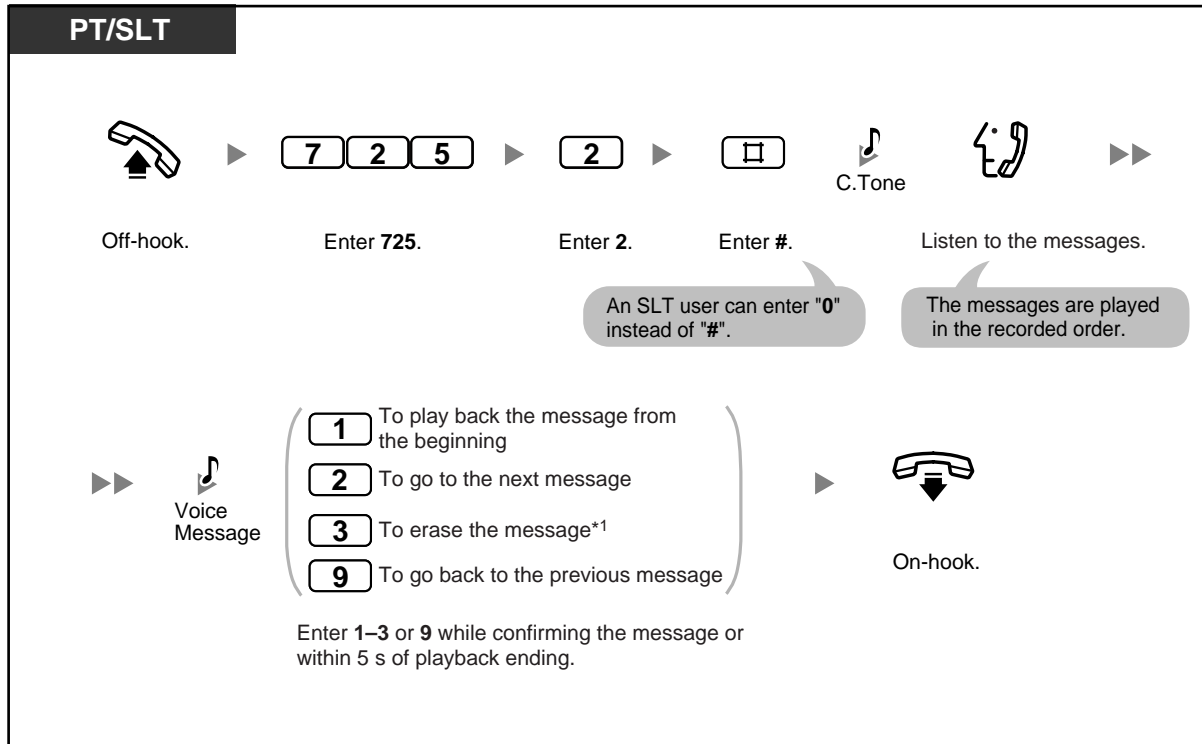 PT/SLT
7 2 5
2
C.Tone
Off-hook.
Enter 725.
Enter 2.
Enter #.
Listen to the messages.
An SLT user can enter "0"
instead of "#".
The messages are played
in the recorded order.
Voice
Message
1 To play back the message from
the beginning
2 To go to the next message
3 To erase the message*1
9 To go back to the previous message
On-hook.
Enter 1–3 or 9 while confirming the message or
within 5 s of playback ending.